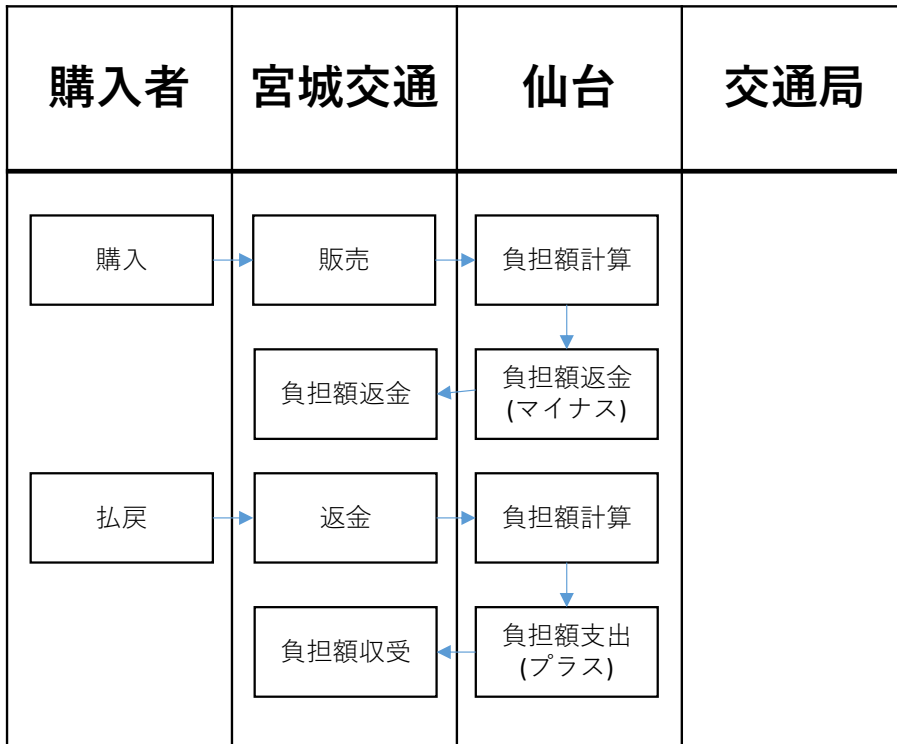 購入者
宮城交通
仙台
交通局
購入
販売
負担額計算
負担額返金
負担額返金
(マイナス)
払戻
返金
負担額計算
負担額収受
負担額支出
(プラス)